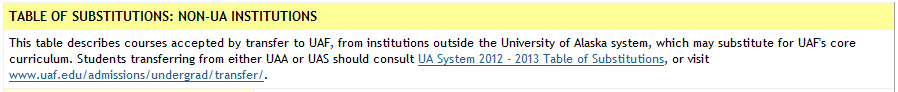 TABLE OF SUBSTITUTIONS: NON-UA INSTITUTIONS
This table describes courses accepted by transfer to UAF, from institutions outside the University of Alaska system, which may substitute for UAF's core
curriculum. Students transferring from either UAA or UAS should consult UA System 2012 - 2013 Table of Substitutions, or visit
www.uaf.edu/admissions/undergrad/transfer/.